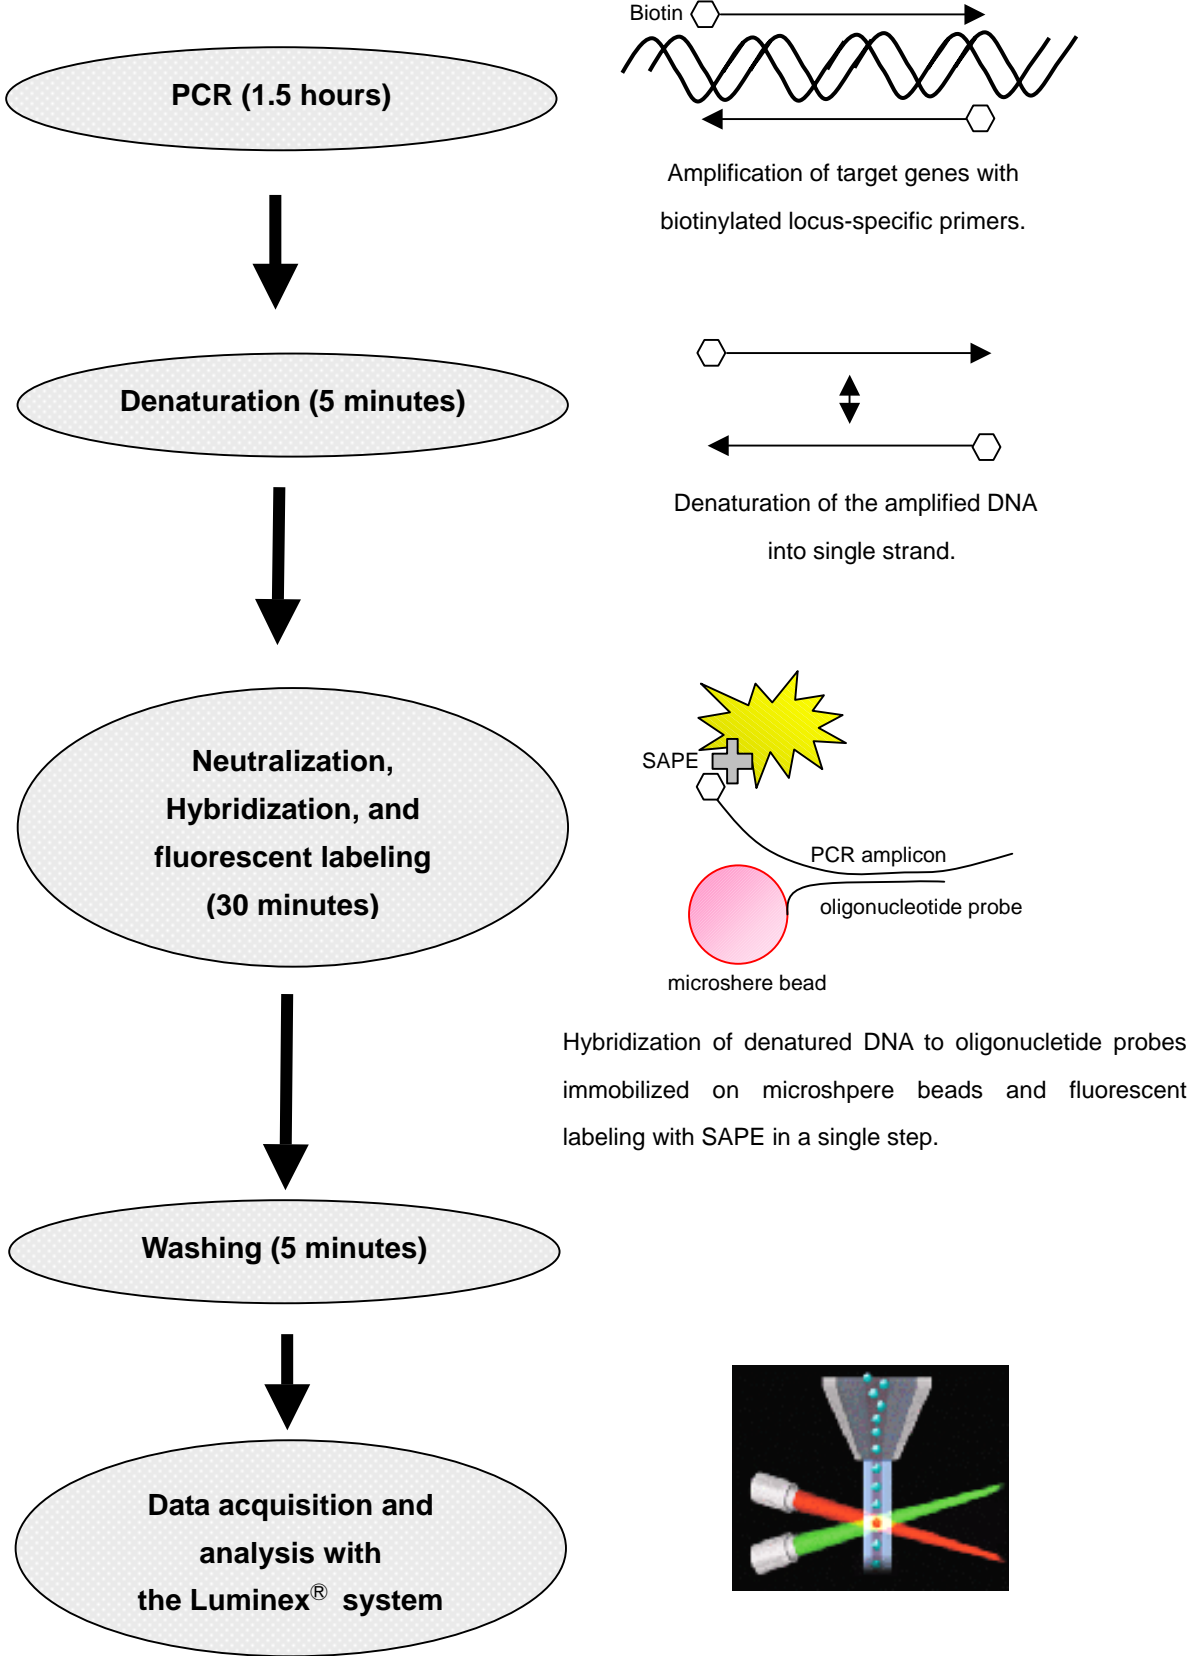 Biotin
PCR (1.5 hours)
Amplification of target genes with
biotinylated locus-specific primers.
Denaturation (5 minutes)
Denaturation of the amplified DNA
into single strand.
Neutralization,
Hybridization, and
fluorescent labeling
(30 minutes)
SAPE
PCR amplicon
oligonucleotide probe
microshere bead
Hybridization of denatured DNA to oligonucletide probes
immobilized on microshpere beads and fluorescent
labeling with SAPE in a single step.
Washing (5 minutes)
Data acquisition and
analysis with
the Luminex® system